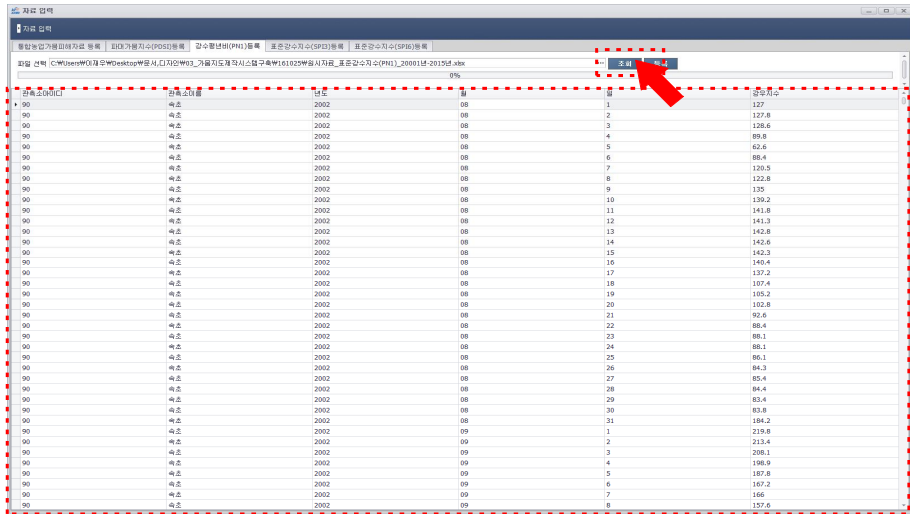 자료 입력
자료 입력
통합농업가뭄피해자료 등록 파머가뭄지수(PDSI)등록 강수평년비(PN1)등록 표준강수지수(SPI3)등록 표준강수지수(SPI6)등록
파일 선택 C:₩Users₩이재우₩Desktop₩문서,디자인₩03_가뭄지도제작시스템구축₩161025₩원시자료_표준강수지수(PN1)_20001년-2015년.xlsx ... 조회
0%
관측소아이디 관측소이름 년도 월 일 강우지수
90 속초 2002 08 1 127
90 속초 2002 08 2 127.8
90 속초 2002 08 3 128.6
90 속초 2002 08 4 89.8
90 속초 2002 08 5 62.6
90 속초 2002 08 6 88.4
90 속초 2002 08 7 120.5
90 속초 2002 08 8 122.8
90 속초 2002 08 9 135
90 속초 2002 08 10 139.2
90 속초 2002 08 11 141.8
90 속초 2002 08 12 141.3
90 속초 2002 08 13 142.8
90 속초 2002 08 14 142.6
90 속초 2002 08 15 142.3
90 속초 2002 08 16 140.4
90 속초 2002 08 17 137.2
90 속초 2002 08 18 107.4
90 속초 2002 08 19 105.2
90 속초 2002 08 20 102.8
90 속초 2002 08 21 92.6
90 속초 2002 08 22 88.4
90 속초 2002 08 23 88.1
90 속초 2002 08 24 88.1
90 속초 2002 08 25 86.1
90 속초 2002 08 26 84.3
90 속초 2002 08 27 85.4
90 속초 2002 08 28 84.4
90 속초 2002 08 29 83.4
90 속초 2002 08 30 83.8
90 속초 2002 08 31 184.2
90 속초 2002 09 1 219.8
90 속초 2002 09 2 213.4
90 속초 2002 09 3 208.1
90 속초 2002 09 4 198.9
90 속초 2002 09 5 187.8
90 속초 2002 09 6 167.2
90 속초 2002 09 7 166
90 속초 2002 09 8 157.6